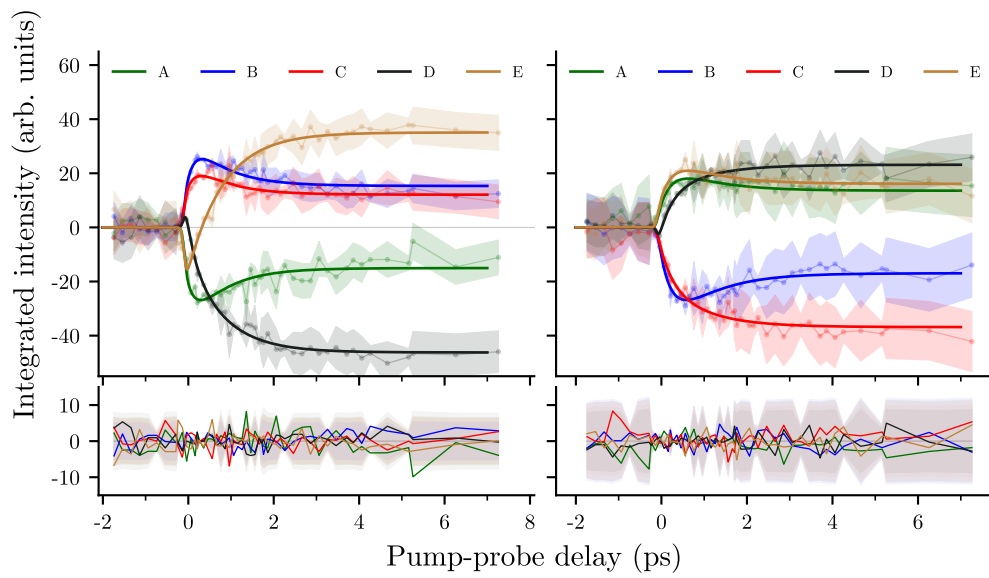 Integrated intensity (arb. units)
A B C D E
A B C D E
60
40
20
0
-20
-40
10
0
-10
-2 0 2 4 6 8
-2 0 2 4 6
Pump-probe delay (ps)